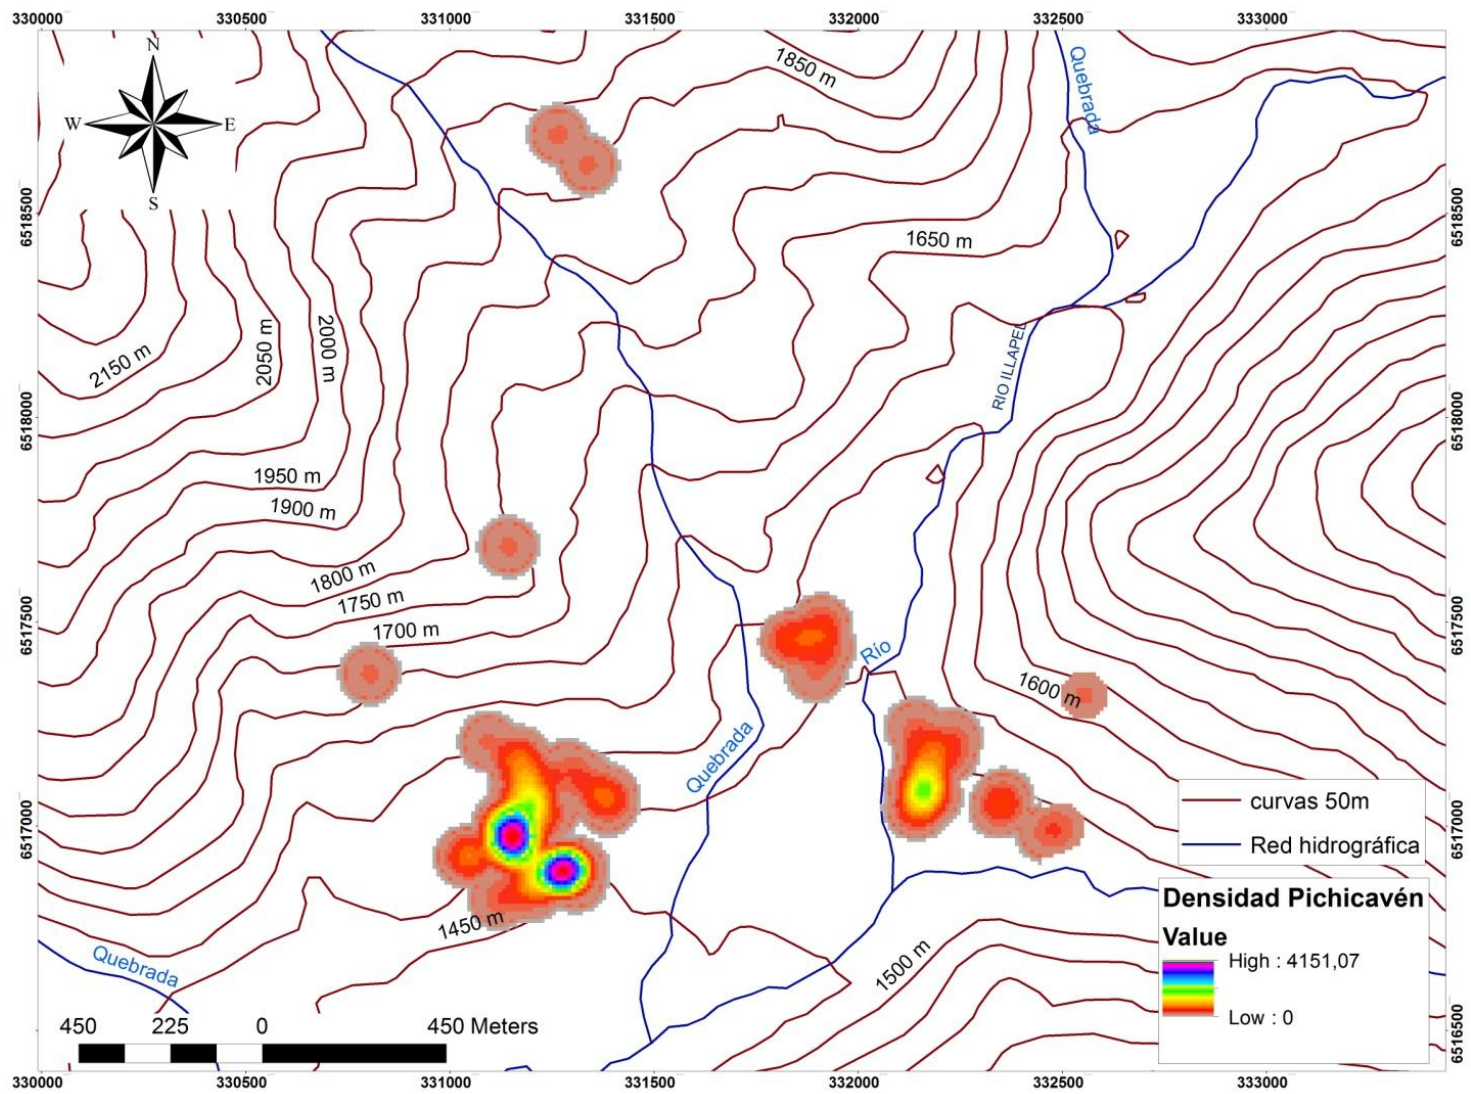 330000 330500 331000 331500 332000 332500 333000
N
W E
S
1850 m
Quebrada
6518500 6518500
1650 m
2150 m
2050 m
2000 m
RIO ILLAPEL
6518000 6518000
1950 m
1900 m
1800 m
1750 m
1700 m
6517500 6517500
Río
1600 m
Quebrada
6517000 6517000
curvas 50m
Red hidrográfica
1450 m
1500 m
Quebrada
Densidad Pichicavén
Value
High : 4151,07
Low : 0
6516500
450 225 0 450 Meters
330000 330500 331000 331500 332000 332500 333000